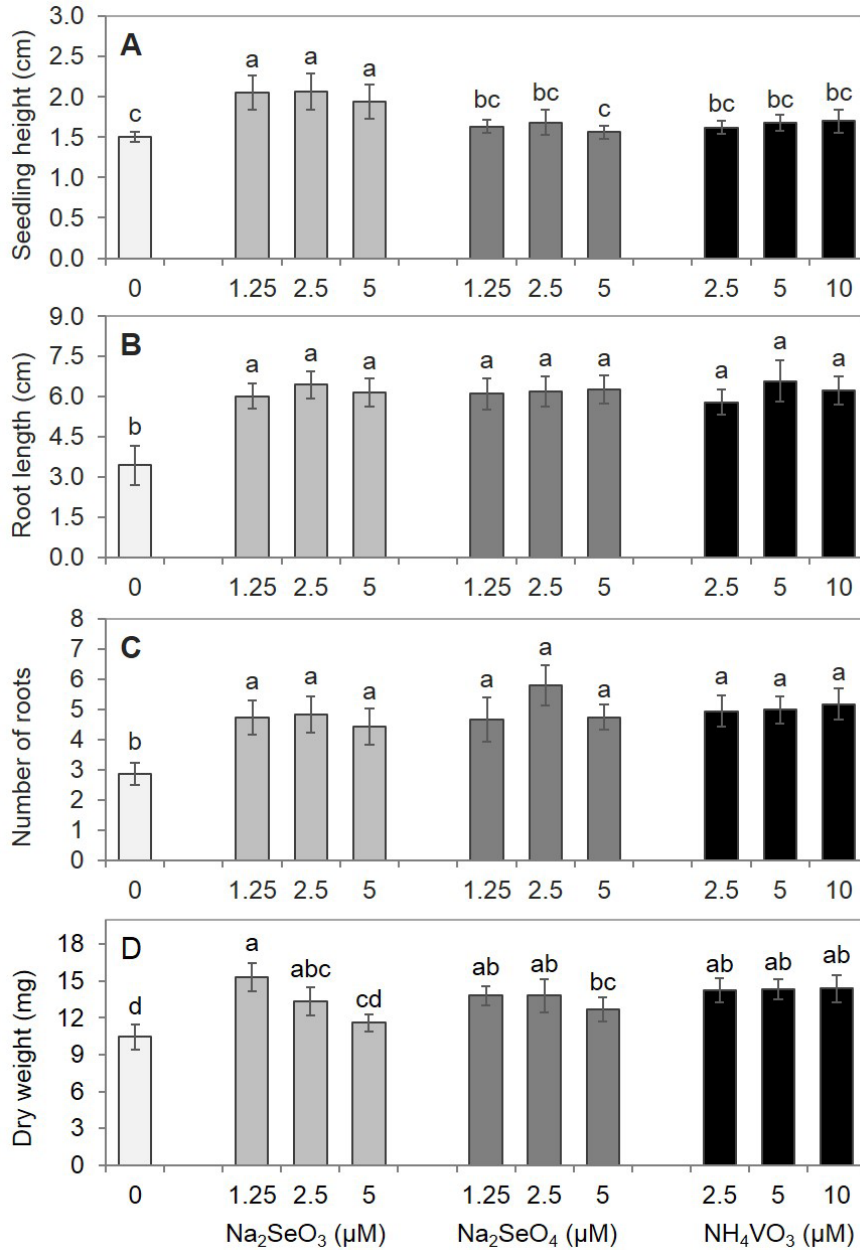 A
Seedling height (cm)
3.0
2.5
2.0
1.5
1.0
0.5
0.0
c a a a bc bc c bc bc bc
0 1.25 2.5 5 1.25 2.5 5 2.5 5 10
B
Root length (cm)
9.0
7.5
6.0
4.5
3.0
1.5
0.0
b a a a a a a a a a
0 1.25 2.5 5 1.25 2.5 5 2.5 5 10
C
Number of roots
8
7
6
5
4
3
2
1
0
b a a a a a a a a a
0 1.25 2.5 5 1.25 2.5 5 2.5 5 10
D
Dry weight (mg)
18
15
12
9
6
3
0
d a abc cd ab ab bc ab ab ab
0 1.25 2.5 5 1.25 2.5 5 2.5 5 10
Na₂SeO₃ (µM) Na₂SeO₄ (µM) NH₄VO₃ (µM)